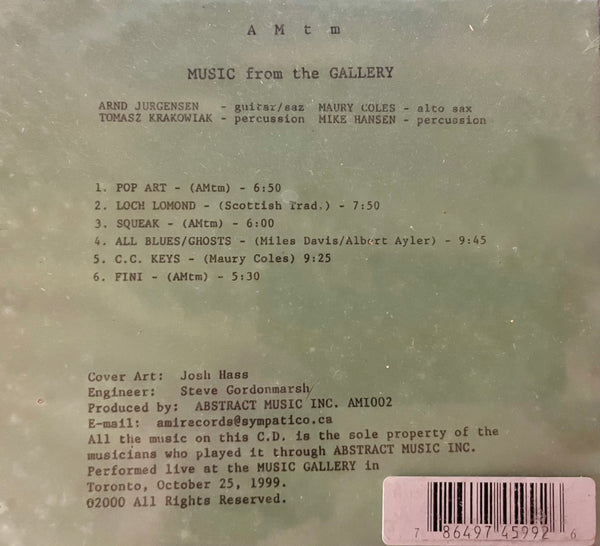 A M t m
MUSIC from the GALLERY
ARND JURGENSEN - guitar/saz MAURY COLES - alto sax
TOMASZ KRAKOWIAK - percussion MIKE HANSEN - percussion
1. POP ART - (AMtm) - 6:50
2. LOCH LOMOND - (Scottish Trad.) - 7:50
3. SQUEAK - (AMtm) - 6:00
4. ALL BLUES/GHOSTS - (Miles Davis/Albert Ayler) - 9:45
5. C.C. KEYS - (Maury Coles) 9:25
6. FINI - (AMtm) - 5:30
Cover Art: Josh Hass
Engineer: Steve Gordonmarsh
Produced by: ABSTRACT MUSIC INC. AMI002
E-mail: amirecords@sympatico.ca
All the music on this C.D. is the sole property of the
musicians who played it through ABSTRACT MUSIC INC.
Performed live at the MUSIC GALLERY in
Toronto, October 25, 1999.
©2000 All Rights Reserved.
7 86497 45992 6